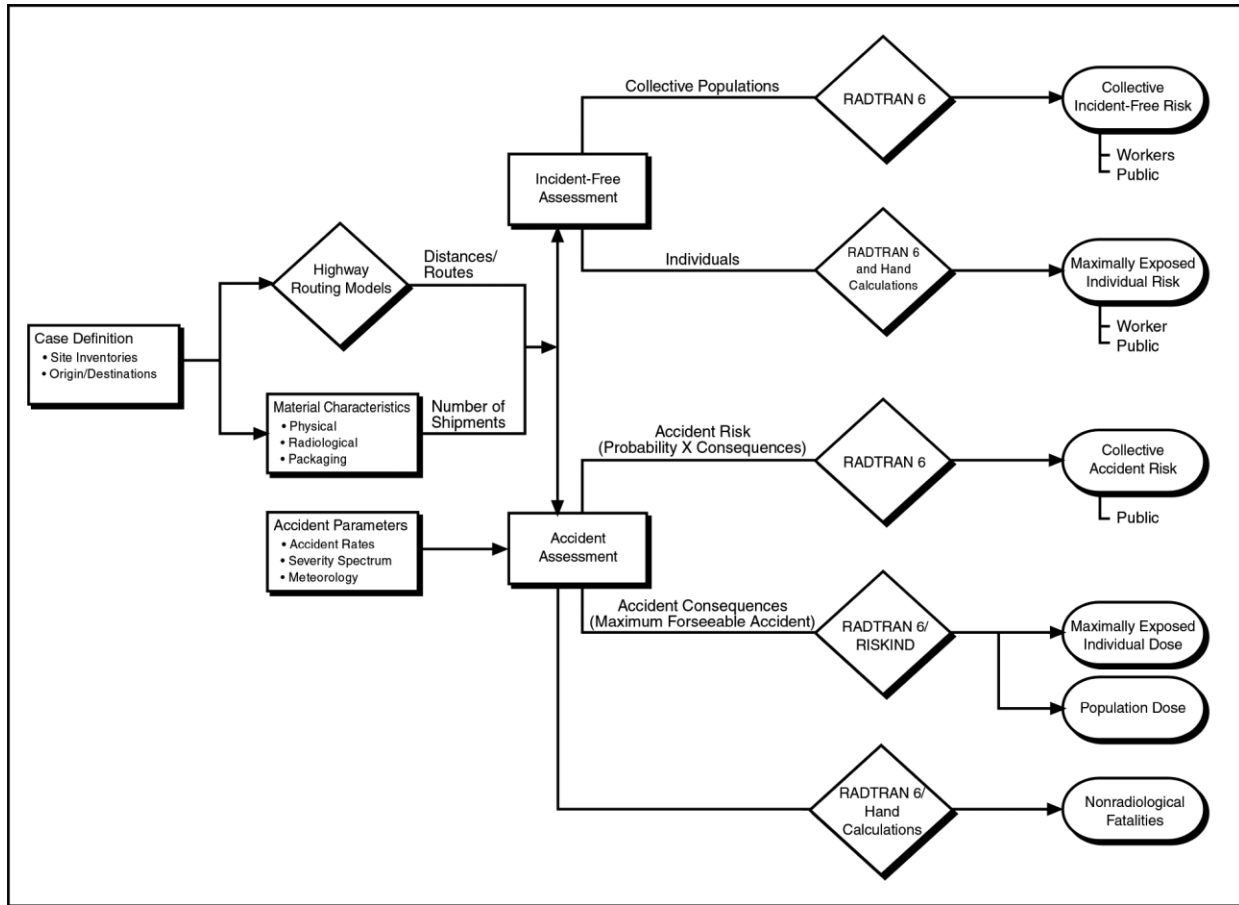 Case Definition
• Site Inventories
• Origin/Destinations
Highway
Routing Models
Distances/
Routes
Material Characteristics
• Physical
• Radiological
• Packaging
Number of
Shipments
Accident Parameters
• Accident Rates
• Severity Spectrum
• Meteorology
Incident-Free
Assessment
Collective Populations
RADTRAN 6
Collective
Incident-Free Risk
Workers
Public
Individuals
RADTRAN 6
and Hand
Calculations
Maximally Exposed
Individual Risk
Worker
Public
Accident
Assessment
Accident Risk
(Probability X Consequences)
RADTRAN 6
Collective
Accident Risk
Public
Accident Consequences
(Maximum Forseeable Accident)
RADTRAN 6/
RISKIND
Maximally Exposed
Individual Dose
Population Dose
RADTRAN 6/
Hand
Calculations
Nonradiological
Fatalities